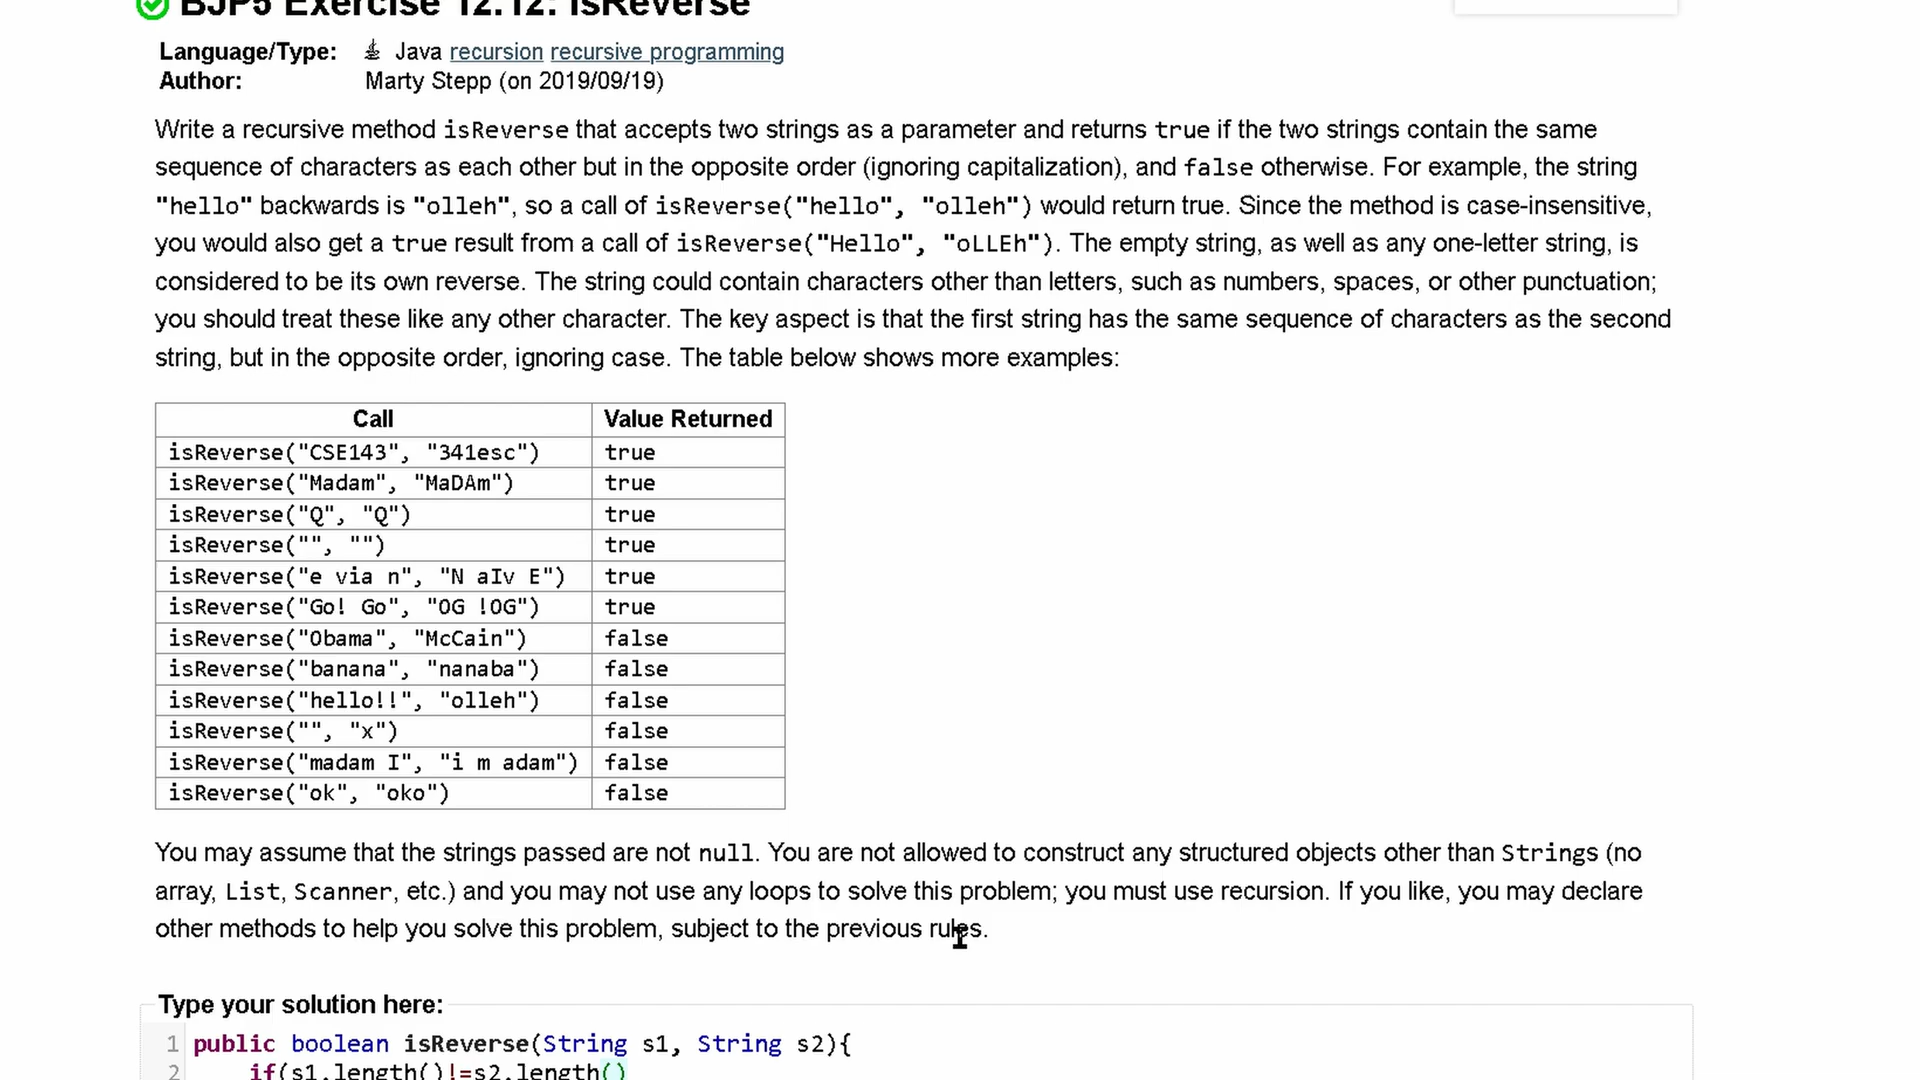 BJP5 Exercise 12.12: isReverse
Language/Type: Java recursion recursive programming
Author: Marty Stepp (on 2019/09/19)
Write a recursive method isReverse that accepts two strings as a parameter and returns true if the two strings contain the same
sequence of characters as each other but in the opposite order (ignoring capitalization), and false otherwise. For example, the string
"hello" backwards is "olleh", so a call of isReverse("hello", "olleh") would return true. Since the method is case-insensitive,
you would also get a true result from a call of isReverse("Hello", "oLLEh"). The empty string, as well as any one-letter string, is
considered to be its own reverse. The string could contain characters other than letters, such as numbers, spaces, or other punctuation;
you should treat these like any other character. The key aspect is that the first string has the same sequence of characters as the second
string, but in the opposite order, ignoring case. The table below shows more examples:
Call Value Returned
isReverse("CSE143", "341esc") true
isReverse("Madam", "MaDAm") true
isReverse("Q", "Q") true
isReverse("", "") true
isReverse("e via n", "N aIv E") true
isReverse("Go! Go", "OG !OG") true
isReverse("Obama", "McCain") false
isReverse("banana", "nanaba") false
isReverse("hello!!", "olleh") false
isReverse("", "x") false
isReverse("madam I", "i m adam") false
isReverse("ok", "oko") false
You may assume that the strings passed are not null. You are not allowed to construct any structured objects other than Strings (no
array, List, Scanner, etc.) and you may not use any loops to solve this problem; you must use recursion. If you like, you may declare
other methods to help you solve this problem, subject to the previous rules.
Type your solution here:
1 public boolean isReverse(String s1, String s2){
2 if(s1.length()!=s2.length()